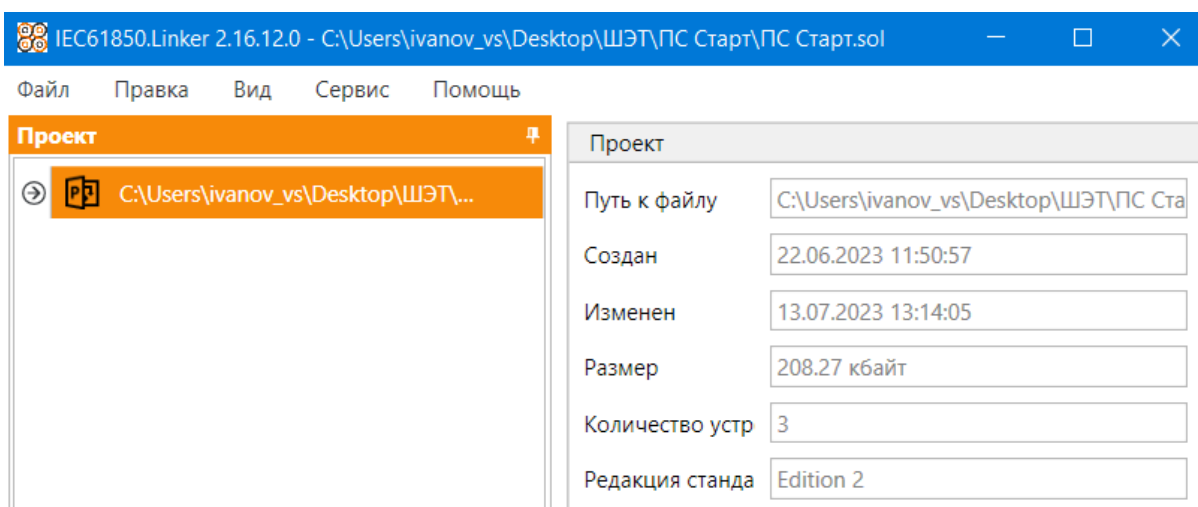 IEC61850.Linker 2.16.12.0 - C:\Users\ivanov_vs\Desktop\ШЭТ\ПС Старт\ПС Старт.sol
Файл Правка Вид Сервис Помощь
Проект
C:\Users\ivanov_vs\Desktop\ШЭТ\...
Проект
Путь к файлу C:\Users\ivanov_vs\Desktop\ШЭТ\ПС Ста
Создан 22.06.2023 11:50:57
Изменен 13.07.2023 13:14:05
Размер 208.27 кбайт
Количество устр 3
Редакция станда Edition 2